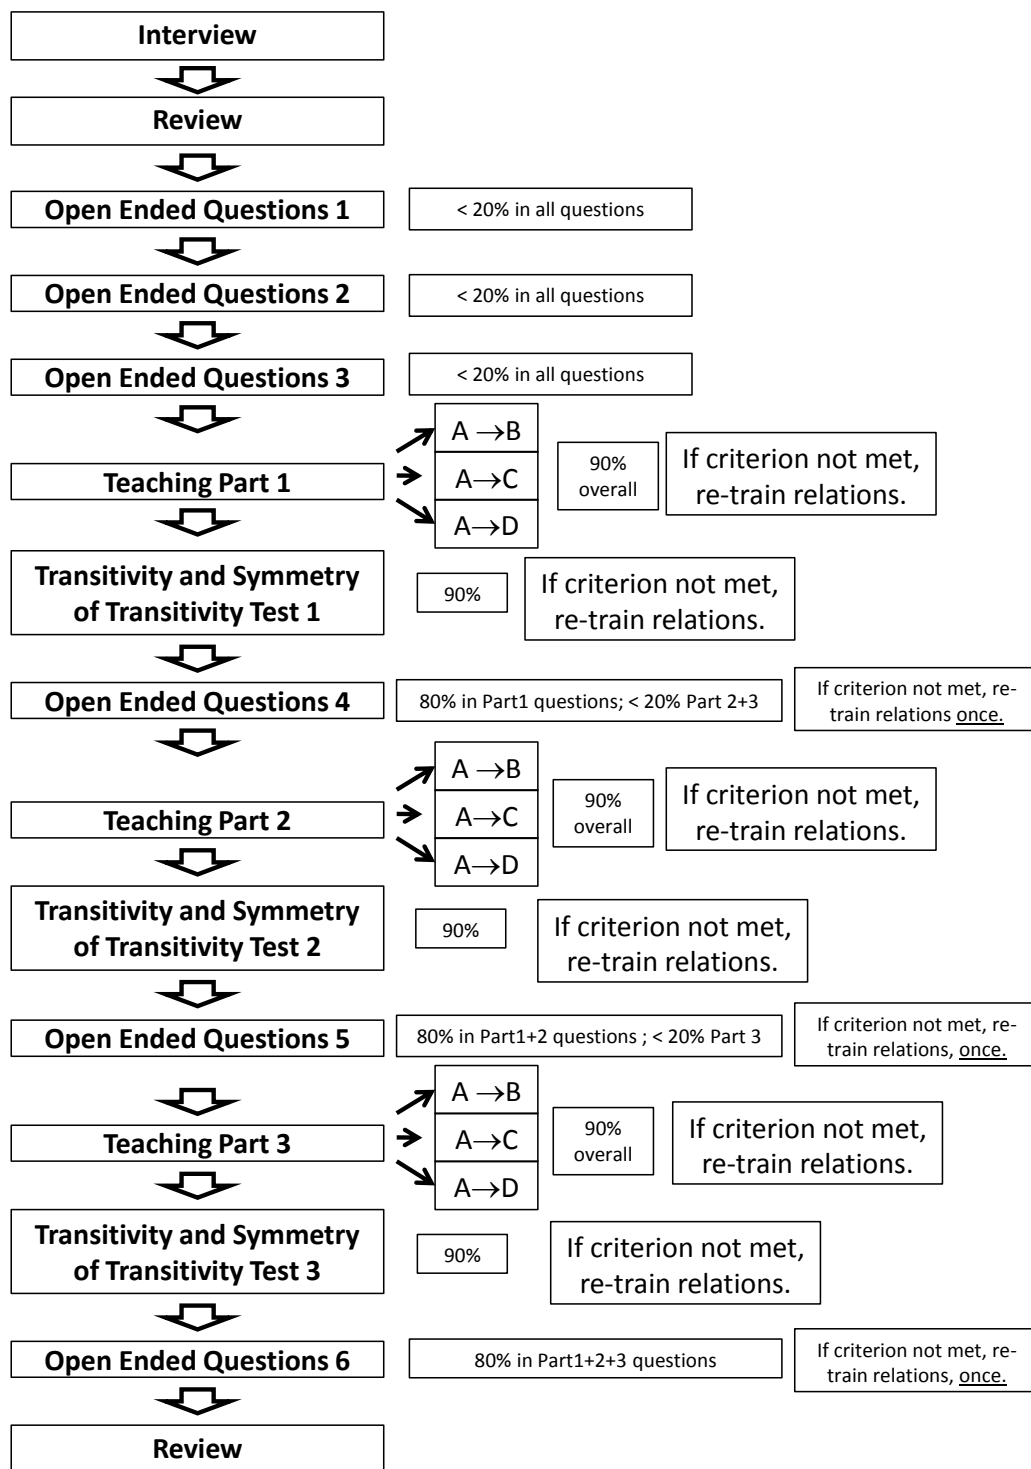 Interview
Review
Open Ended Questions 1
< 20% in all questions
Open Ended Questions 2
< 20% in all questions
Open Ended Questions 3
< 20% in all questions
Teaching Part 1
A →B
A→C
A→D
90%
overall
If criterion not met,
re-train relations.
Transitivity and Symmetry
of Transitivity Test 1
90%
If criterion not met,
re-train relations.
Open Ended Questions 4
80% in Part1 questions; < 20% Part 2+3
If criterion not met, re-
train relations once.
Teaching Part 2
A →B
A→C
A→D
90%
overall
If criterion not met,
re-train relations.
Transitivity and Symmetry
of Transitivity Test 2
90%
If criterion not met,
re-train relations.
Open Ended Questions 5
80% in Part1+2 questions ; < 20% Part 3
If criterion not met, re-
train relations, once.
Teaching Part 3
A →B
A→C
A→D
90%
overall
If criterion not met,
re-train relations.
Transitivity and Symmetry
of Transitivity Test 3
90%
If criterion not met,
re-train relations.
Open Ended Questions 6
80% in Part1+2+3 questions
If criterion not met, re-
train relations, once.
Review